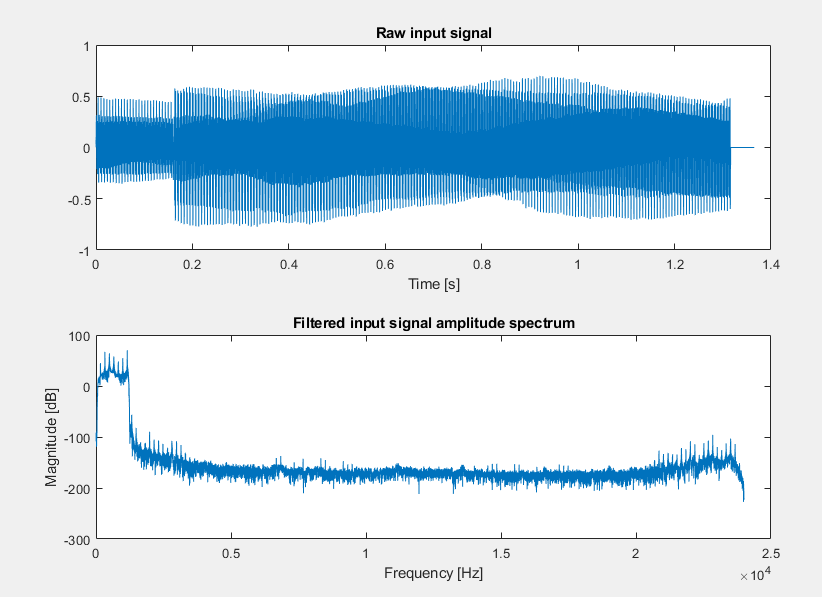 Raw input signal
1
0.5
0
-0.5
-1
0 0.2 0.4 0.6 0.8 1 1.2 1.4
Time [s]
Filtered input signal amplitude spectrum
100
0
-100
-200
-300
Magnitude [dB]
0 0.5 1 1.5 2 2.5
×10⁴
Frequency [Hz]